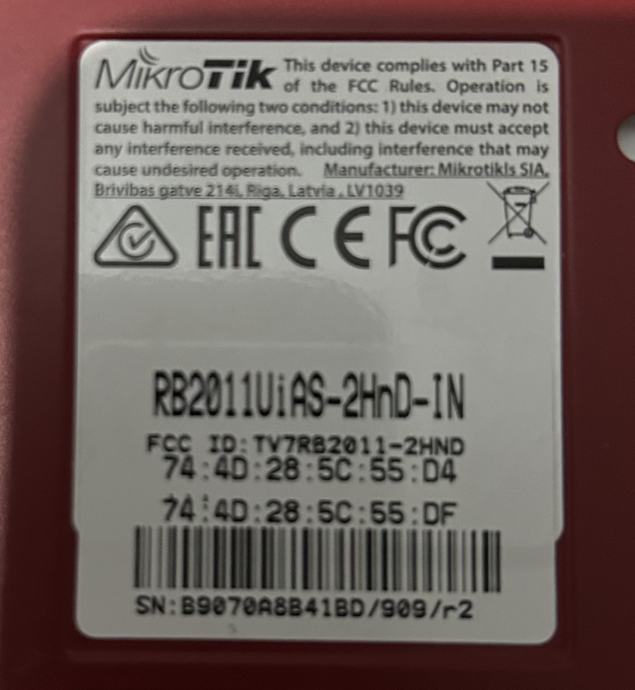 MikroTik This device complies with Part 15
of the FCC Rules. Operation is
subject the following two conditions: 1) this device may not
cause harmful interference, and 2) this device must accept
any interference received, including interference that may
cause undesired operation. Manufacturer: Mikrotikls SIA,
Brivibas gatve 214i, Riga, Latvia, LV1039
EAC CE FC
RB2011UiAS-2HnD-IN
FCC ID:TV7RB2011-2HND
74:4D:28:5C:55:D4
74:4D:28:5C:55:DF
SN:B9070A8B41BD/909/r2